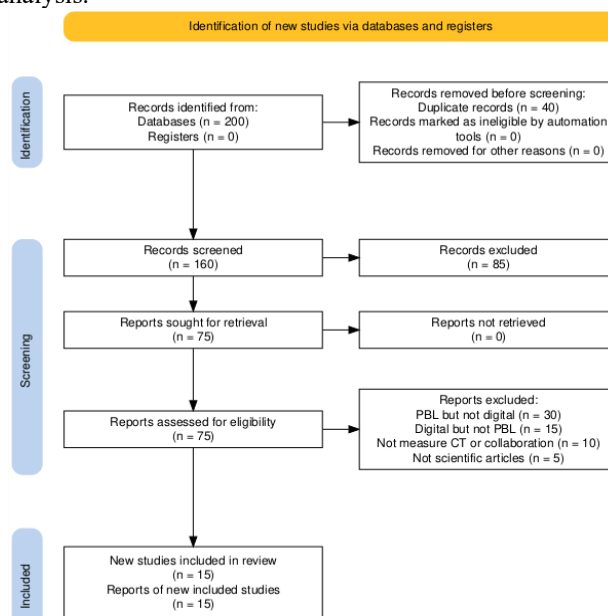 analysis.
Identification of new studies via databases and registers
Identification
Records identified from:
Databases (n = 200)
Registers (n = 0)
Records removed before screening:
Duplicate records (n = 40)
Records marked as ineligible by automation
tools (n = 0)
Records removed for other reasons (n = 0)
Screening
Records screened
(n = 160)
Records excluded
(n = 85)
Reports sought for retrieval
(n = 75)
Reports not retrieved
(n = 0)
Reports assessed for eligibility
(n = 75)
Reports excluded:
PBL but not digital (n = 30)
Digital but not PBL (n = 15)
Not measure CT or collaboration (n = 10)
Not scientific articles (n = 5)
Included
New studies included in review
(n = 15)
Reports of new included studies
(n = 15)